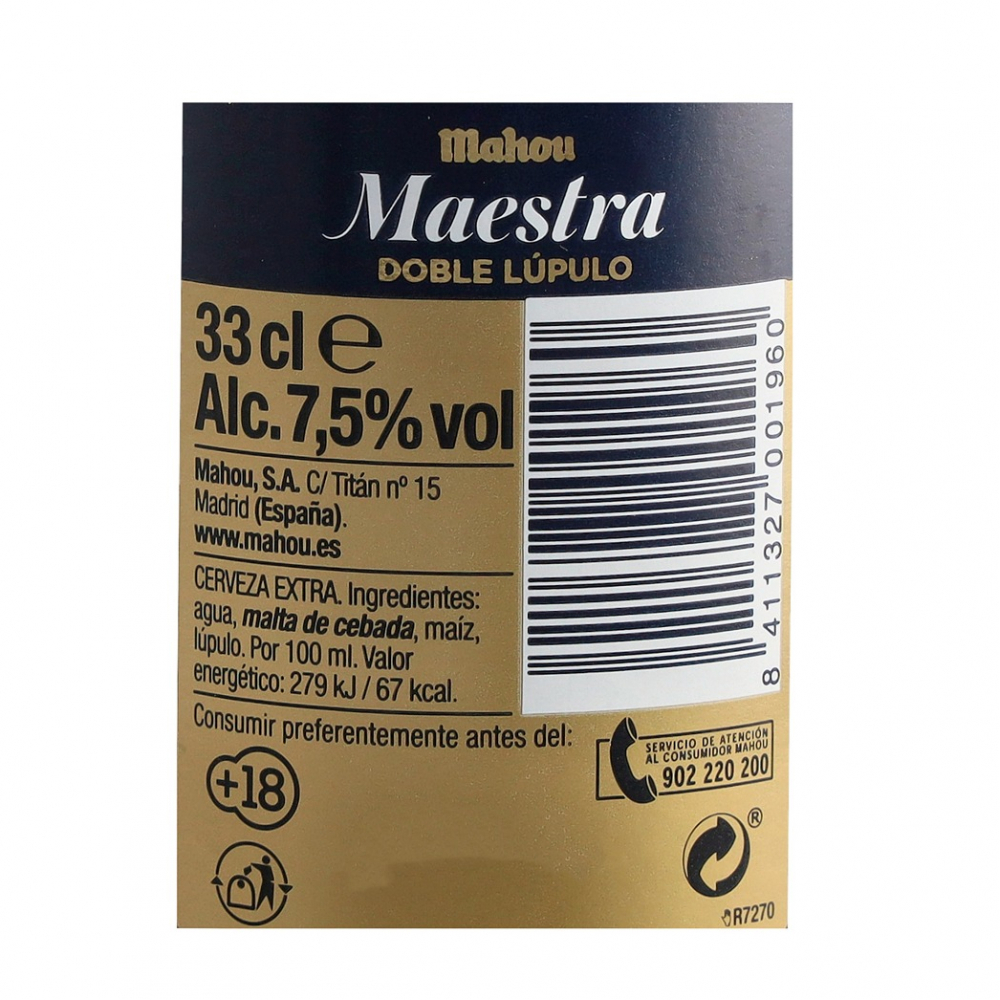 Mahou
Maestra
DOBLE LÚPULO
33 cl e
Alc. 7,5% vol
Mahou, S.A. C/ Titán nº 15
Madrid (España).
www.mahou.es
CERVEZA EXTRA. Ingredientes:
agua, malta de cebada, maíz,
lúpulo. Por 100 ml. Valor
energético: 279 kJ / 67 kcal.
Consumir preferentemente antes del:
+18
8 411327 001960
SERVICIO DE ATENCIÓN
AL CONSUMIDOR MAHOU
902 220 200
®
R7270